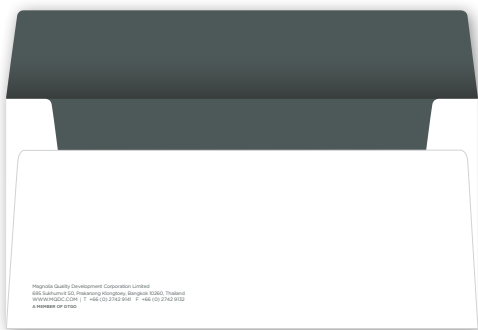 Magnolia Quality Development Corporation Limited
695 Sukhumvit 50, Prakanong Klongtoey, Bangkok 10260, Thailand
WWW.MQDC.COM | T +66 (0) 2742 9141 F +66 (0) 2742 9132
A MEMBER OF DTGO